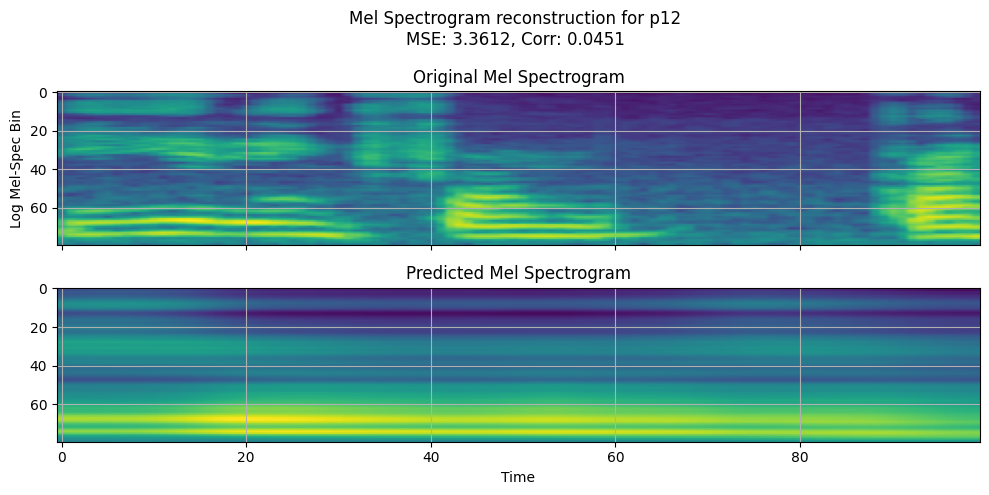 Mel Spectrogram reconstruction for p12
MSE: 3.3612, Corr: 0.0451
Original Mel Spectrogram
Log Mel-Spec Bin
0
20
40
60
Predicted Mel Spectrogram
0
20
40
60
0 20 40 60 80
Time